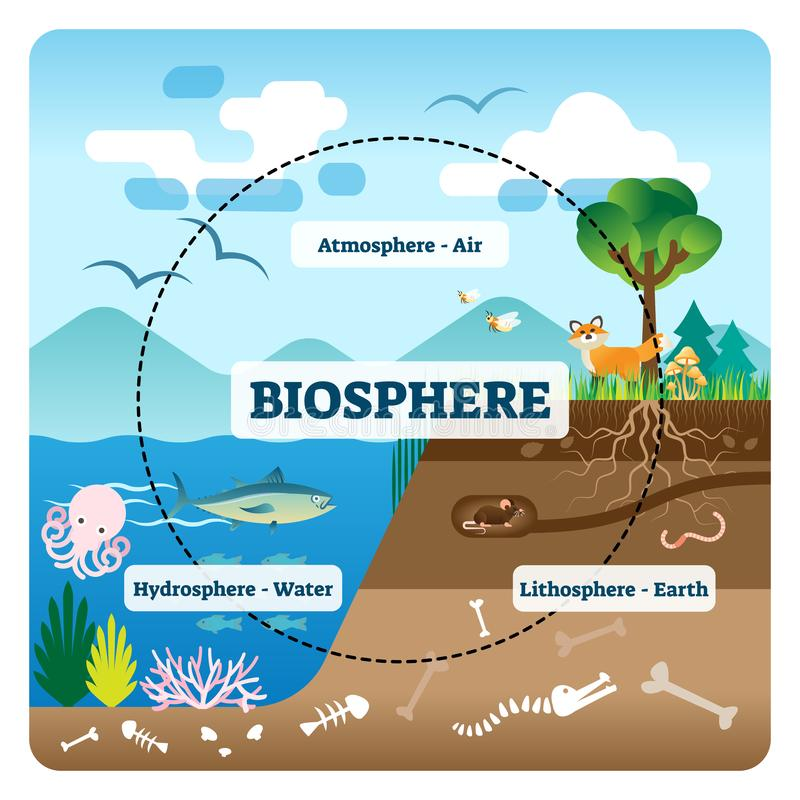 Atmosphere - Air
BIOSPHERE
Hydrosphere - Water
Lithosphere - Earth